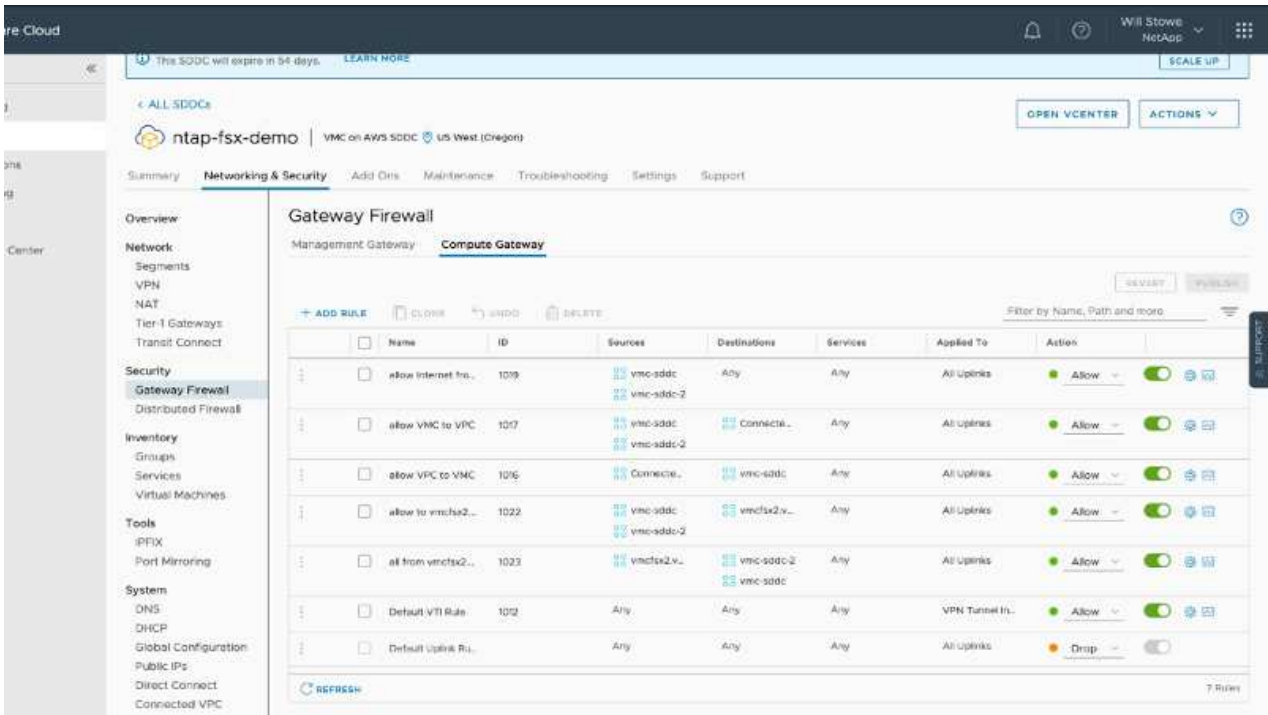 re Cloud
Will Stowe
NetApp
This SDDC will expire in 54 days. LEARN MORE
SCALE UP
< ALL SDDCs
OPEN VCENTER
ACTIONS
ntap-fsx-demo | VMC on AWS SDDC US West (Oregon)
Summary Networking & Security Add Ons Maintenance Troubleshooting Settings Support
ons
og
Center
Overview
Network
Segments
VPN
NAT
Tier-1 Gateways
Transit Connect
Security
Gateway Firewall
Distributed Firewall
Inventory
Groups
Services
Virtual Machines
Tools
IPFIX
Port Mirroring
System
DNS
DHCP
Global Configuration
Public IPs
Direct Connect
Connected VPC
Gateway Firewall
Management Gateway Compute Gateway
REVERT PUBLISH
+ ADD RULE CLONE UNDO DELETE
Filter by Name, Path and more
Name ID Sources Destinations Services Applied To Action
allow internet fro... 1019 vmc-sddc Any Any All Uplinks Allow
vmc-sddc-2
allow VMC to VPC 1017 vmc-sddc Connecte... Any All Uplinks Allow
vmc-sddc-2
allow VPC to VMC 1016 Connecte... vmc-sddc Any All Uplinks Allow
allow to vmcfsx2... 1022 vmc-sddc vmcfsx2.v... Any All Uplinks Allow
vmc-sddc-2
all from vmcfsx2... 1023 vmcfsx2.v... vmc-sddc-2 Any All Uplinks Allow
vmc-sddc
Default VTI Rule 1012 Any Any Any VPN Tunnel In... Allow
Default Uplink Ru... Any Any Any All Uplinks Drop
REFRESH
7 Rules
SUPPORT